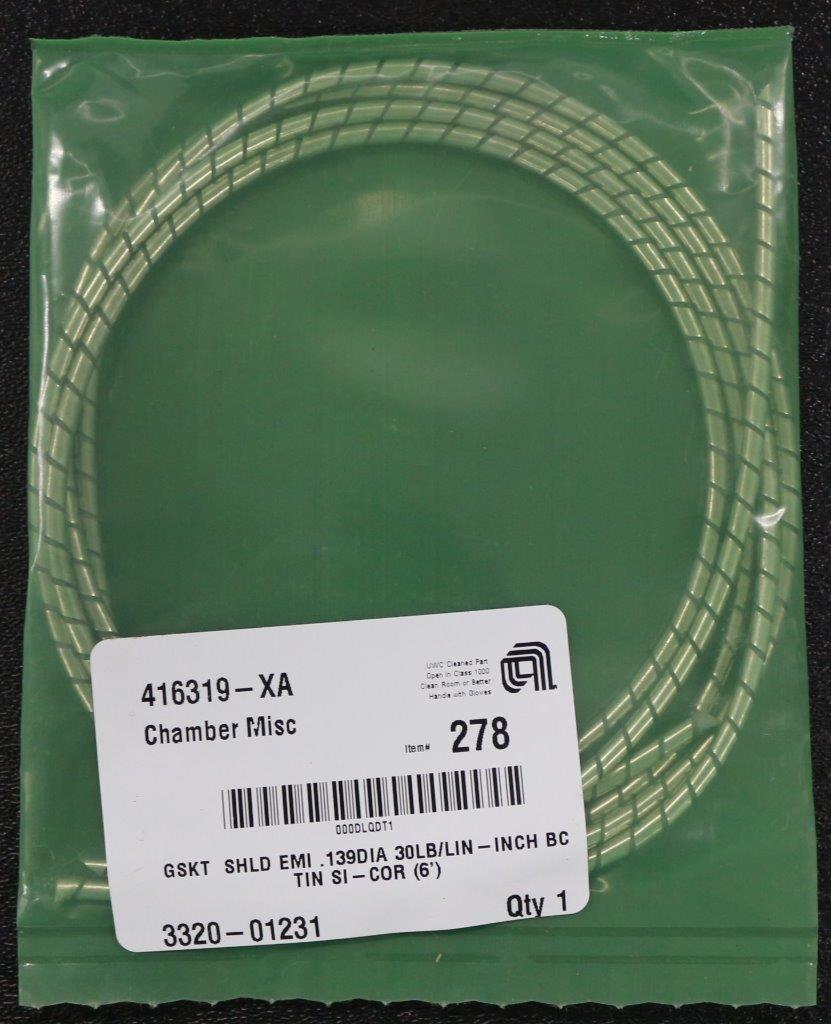 416319-XA
Chamber Misc
UWC Cleaned Part
Open in Class 1000
Clean Room or Better
Handle with Gloves
Item# 278
000DLQDT1
GSKT SHLD EMI .139DIA 30LB/LIN-INCH BC
TIN SI-COR (6')
3320-01231
Qty 1